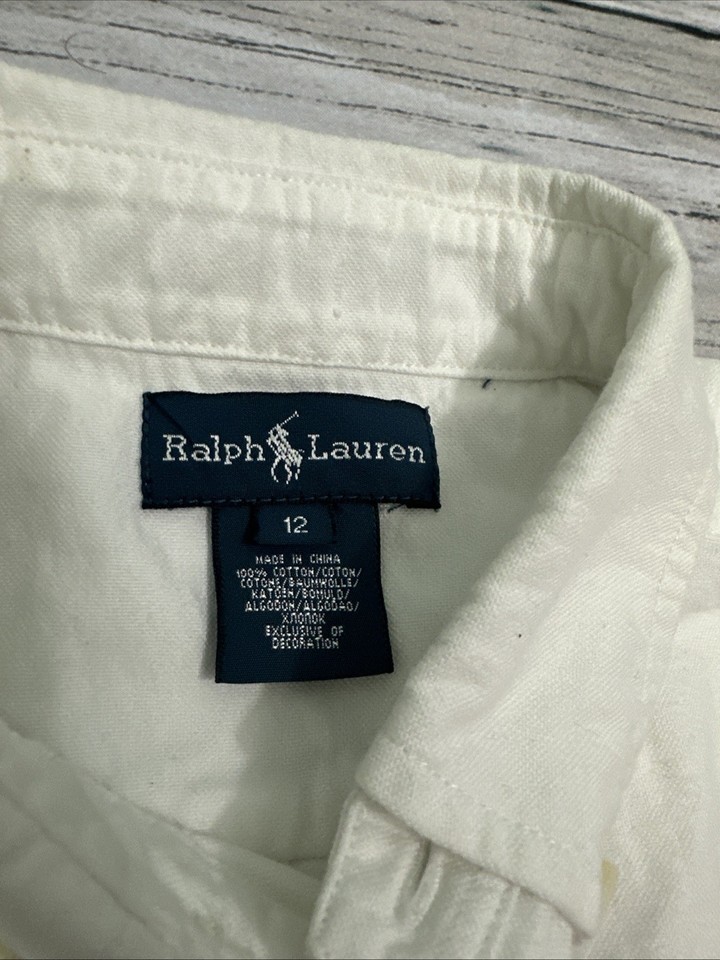 Ralph Lauren
12
MADE IN CHINA
100% COTTON/COTON/
COTONE/BAUMWOLLE/
KATOEN/BOMULD/
ALGODON/ALGODAO/
ХЛОПОК
EXCLUSIVE OF
DECORATION